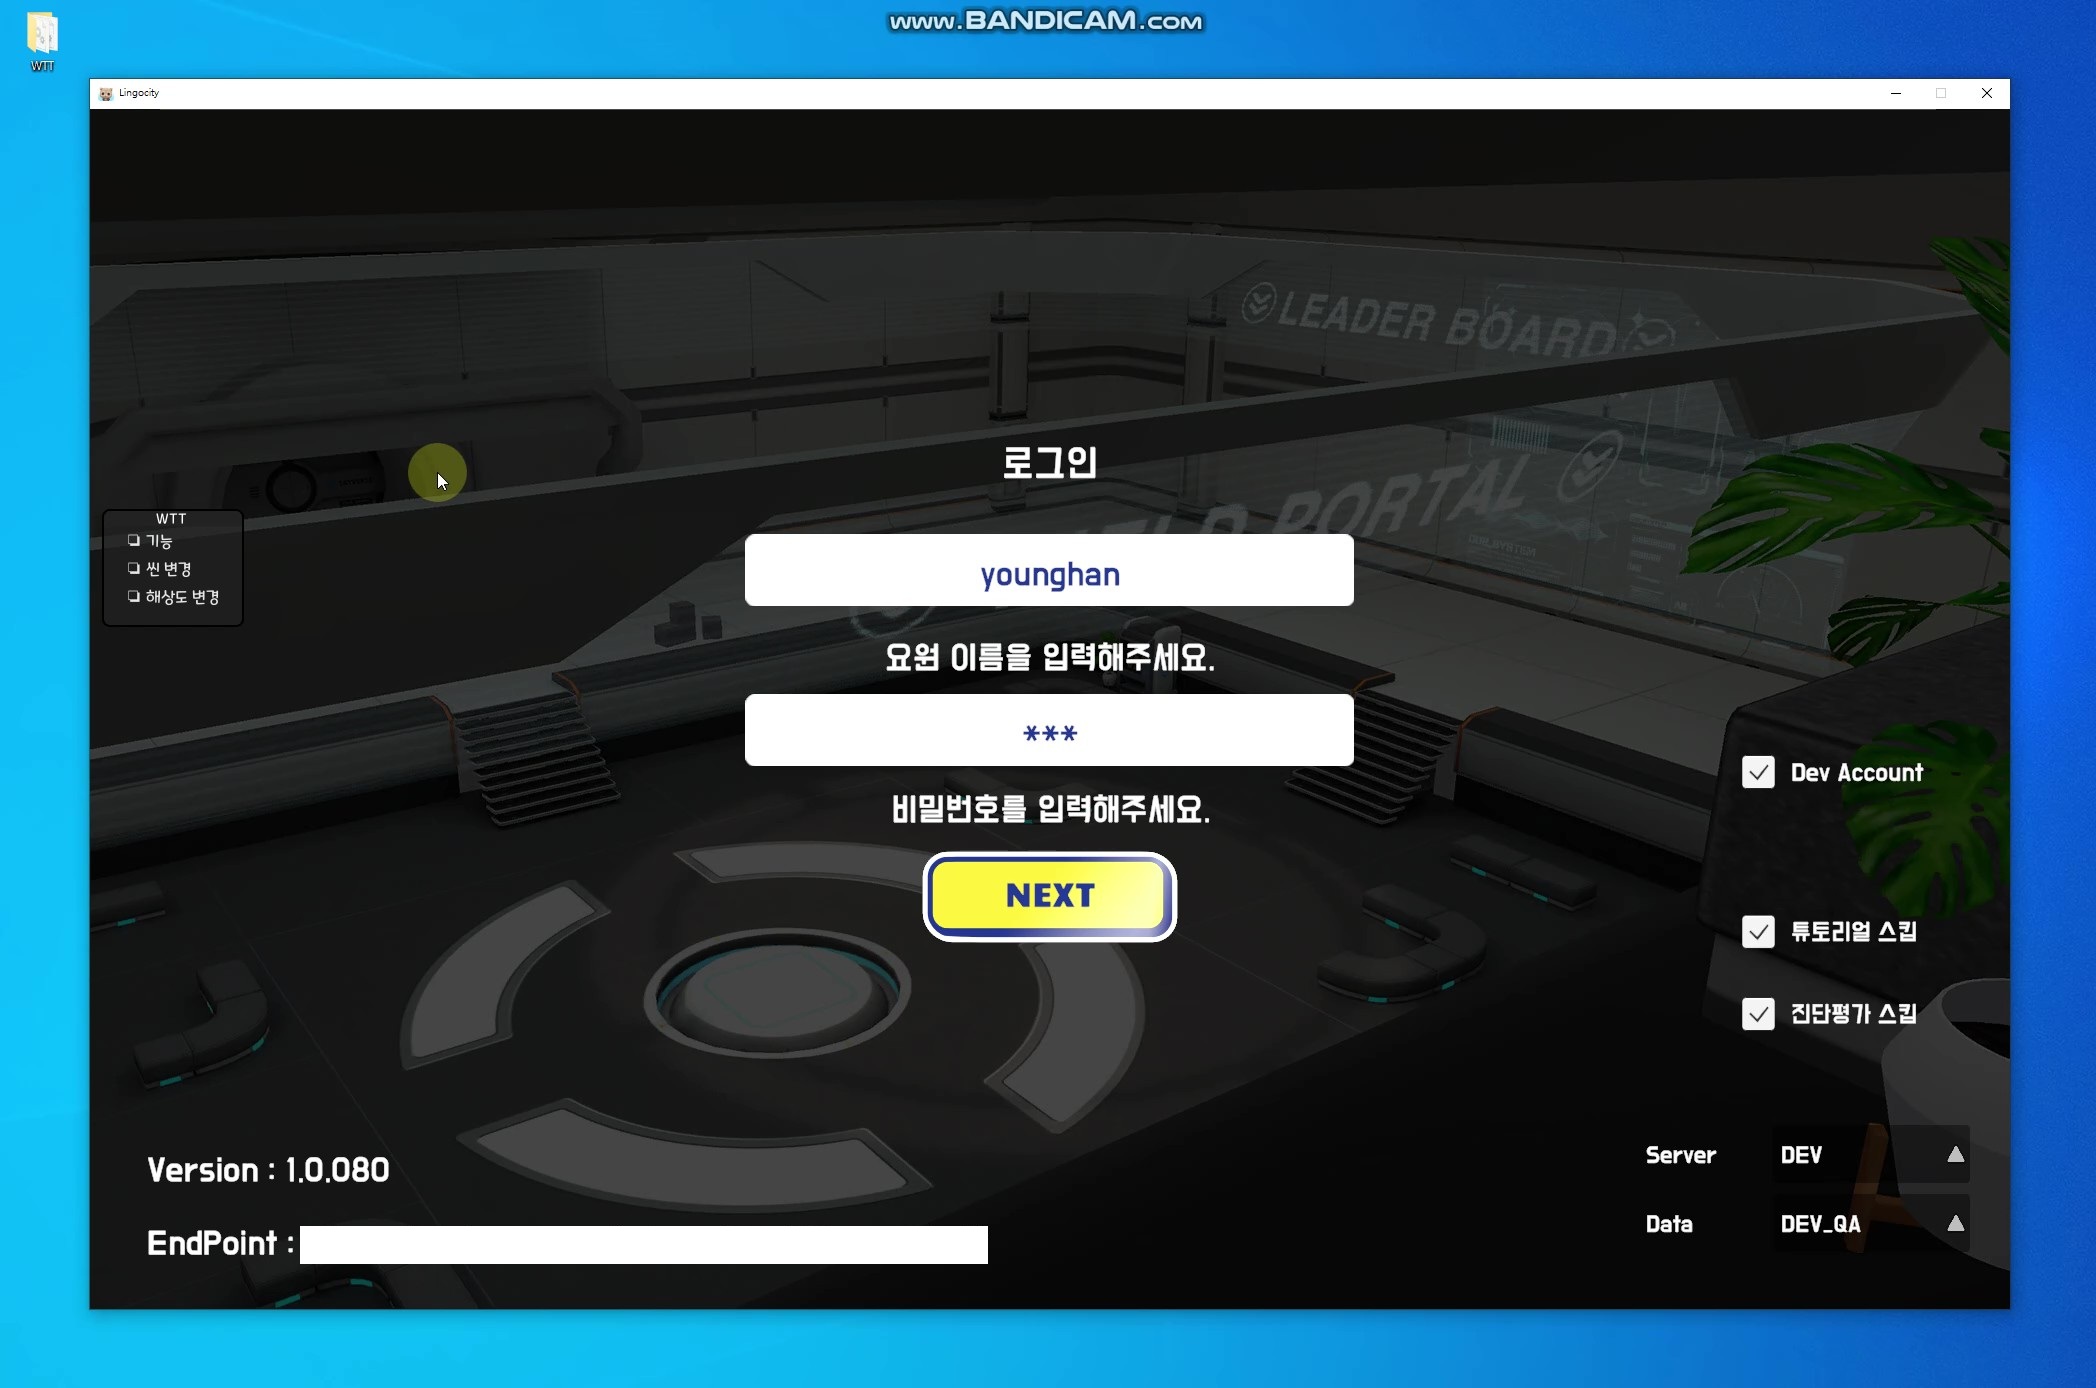 www.BANDICAM.com
WTT
Lingocity
LEADER BOARD
PORTAL
로그인
WTT
기능
씬 변경
해상도 변경
younghan
요원 이름을 입력해주세요.
***
비밀번호를 입력해주세요.
NEXT
Dev Account
튜토리얼 스킵
진단평가 스킵
Server DEV
Data DEV_QA
Version : 1.0.080
EndPoint :